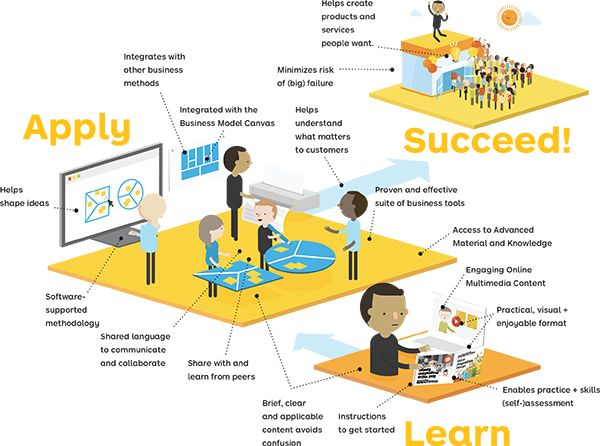 Helps create
products and
services
people want.
Minimizes risk
of (big) failure
Succeed!
Apply
Integrates with
other business
methods
Integrated with the
Business Model Canvas
Helps
understand
what matters
to customers
Helps
shape ideas
Proven and effective
suite of business tools
Access to Advanced
Material and Knowledge
Software-
supported
methodology
Shared language
to communicate
and collaborate
Share with and
learn from peers
Engaging Online
Multimedia Content
Practical, visual +
enjoyable format
Enables practice + skills
(self-)assessment
Brief, clear
and applicable
content avoids
confusion
Instructions
to get started
Learn